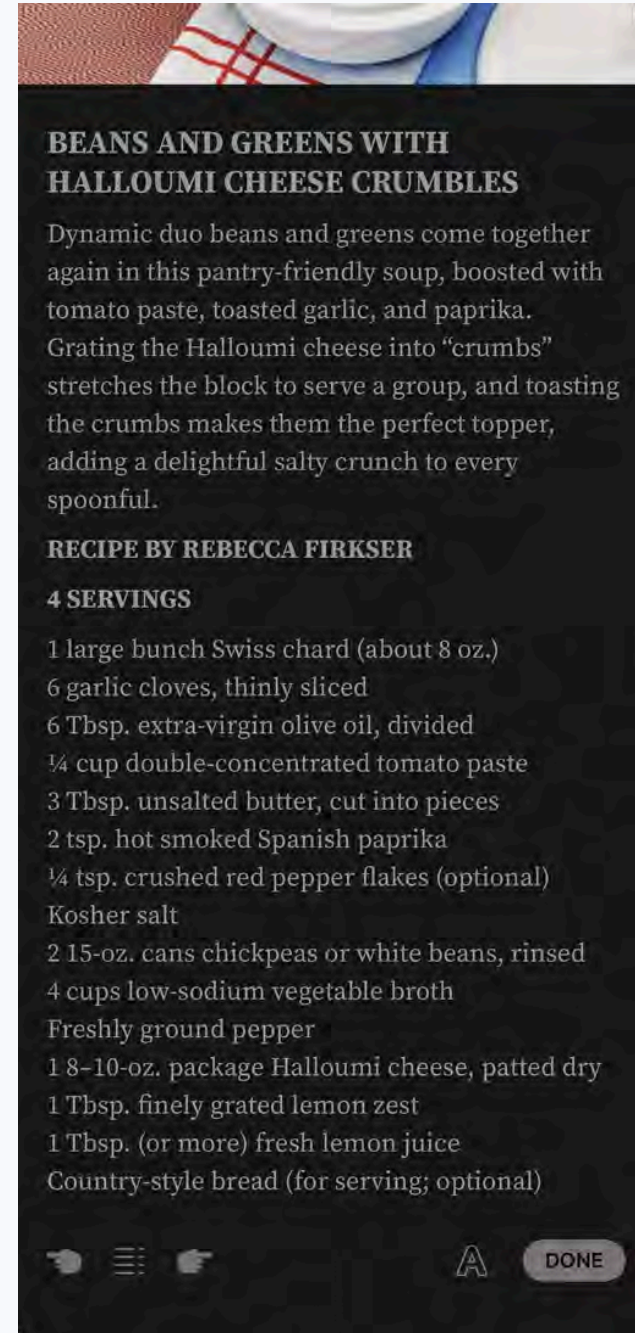 BEANS AND GREENS WITH
HALLOUMI CHEESE CRUMBLES
Dynamic duo beans and greens come together
again in this pantry-friendly soup, boosted with
tomato paste, toasted garlic, and paprika.
Grating the Halloumi cheese into “crumbs”
stretches the block to serve a group, and toasting
the crumbs makes them the perfect topper,
adding a delightful salty crunch to every
spoonful.
RECIPE BY REBECCA FIRKSER
4 SERVINGS
1 large bunch Swiss chard (about 8 oz.)
6 garlic cloves, thinly sliced
6 Tbsp. extra-virgin olive oil, divided
¼ cup double-concentrated tomato paste
3 Tbsp. unsalted butter, cut into pieces
2 tsp. hot smoked Spanish paprika
¼ tsp. crushed red pepper flakes (optional)
Kosher salt
2 15-oz. cans chickpeas or white beans, rinsed
4 cups low-sodium vegetable broth
Freshly ground pepper
1 8–10-oz. package Halloumi cheese, patted dry
1 Tbsp. finely grated lemon zest
1 Tbsp. (or more) fresh lemon juice
Country-style bread (for serving; optional)
A DONE